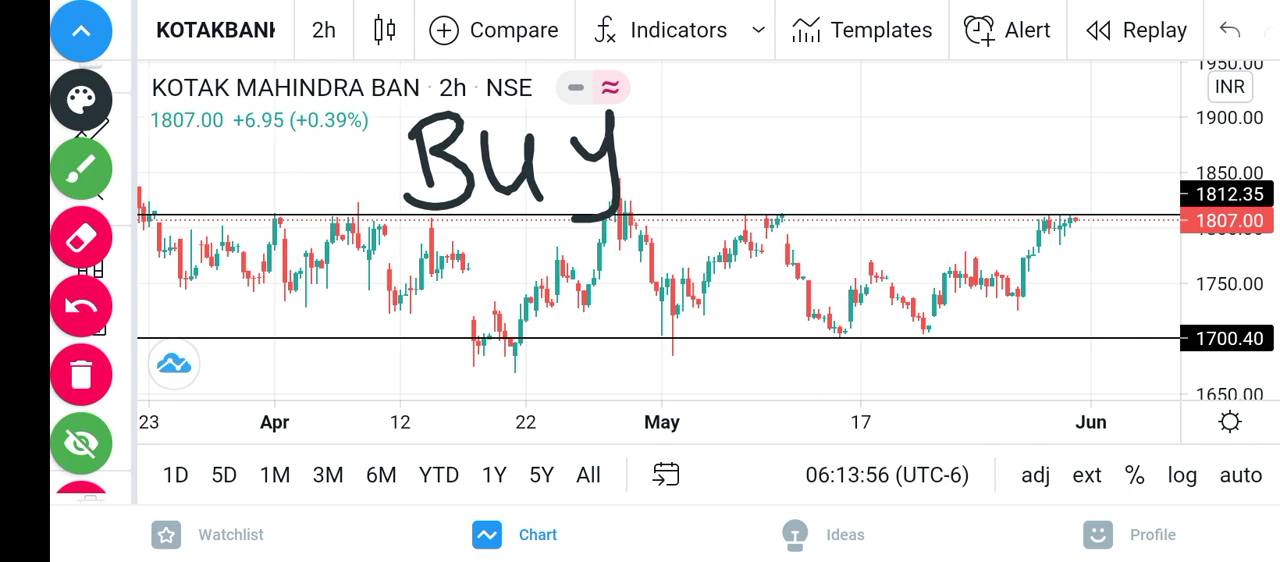 KOTAKBANK 2h Compare Indicators Templates Alert Replay
KOTAK MAHINDRA BAN · 2h · NSE
1807.00 +6.95 (+0.39%)
BUY
1950.00
INR
1900.00
1850.00
1812.35
1807.00
1800.00
1750.00
1700.40
1650.00
23 Apr 12 22 May 17 Jun
1D 5D 1M 3M 6M YTD 1Y 5Y All 06:13:56 (UTC-6) adj ext % log auto
Watchlist Chart Ideas Profile